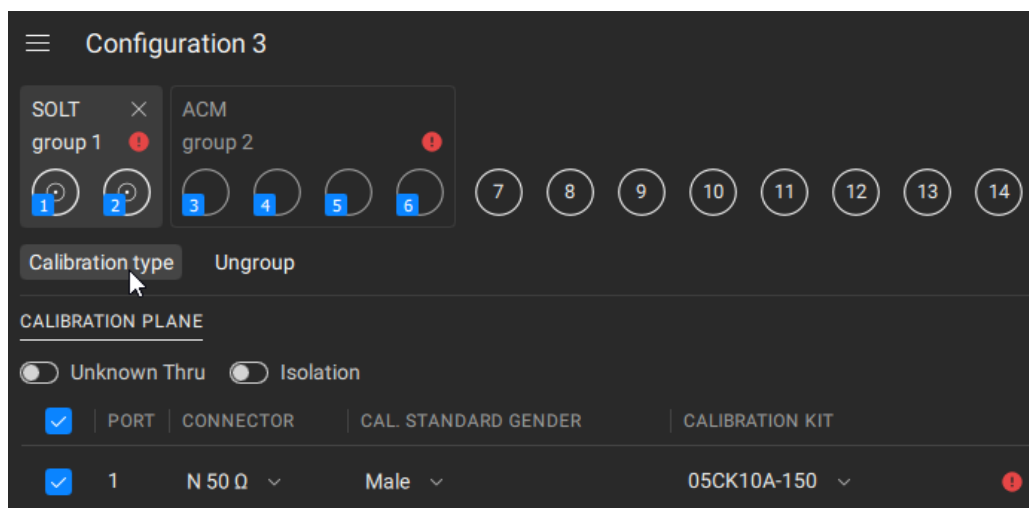 Configuration 3
SOLT
group 1
ACM
group 2
1 2 3 4 5 6 7 8 9 10 11 12 13 14
Calibration type Ungroup
CALIBRATION PLANE
Unknown Thru Isolation
PORT CONNECTOR CAL. STANDARD GENDER CALIBRATION KIT
1 N 50 Ω Male 05CK10A-150